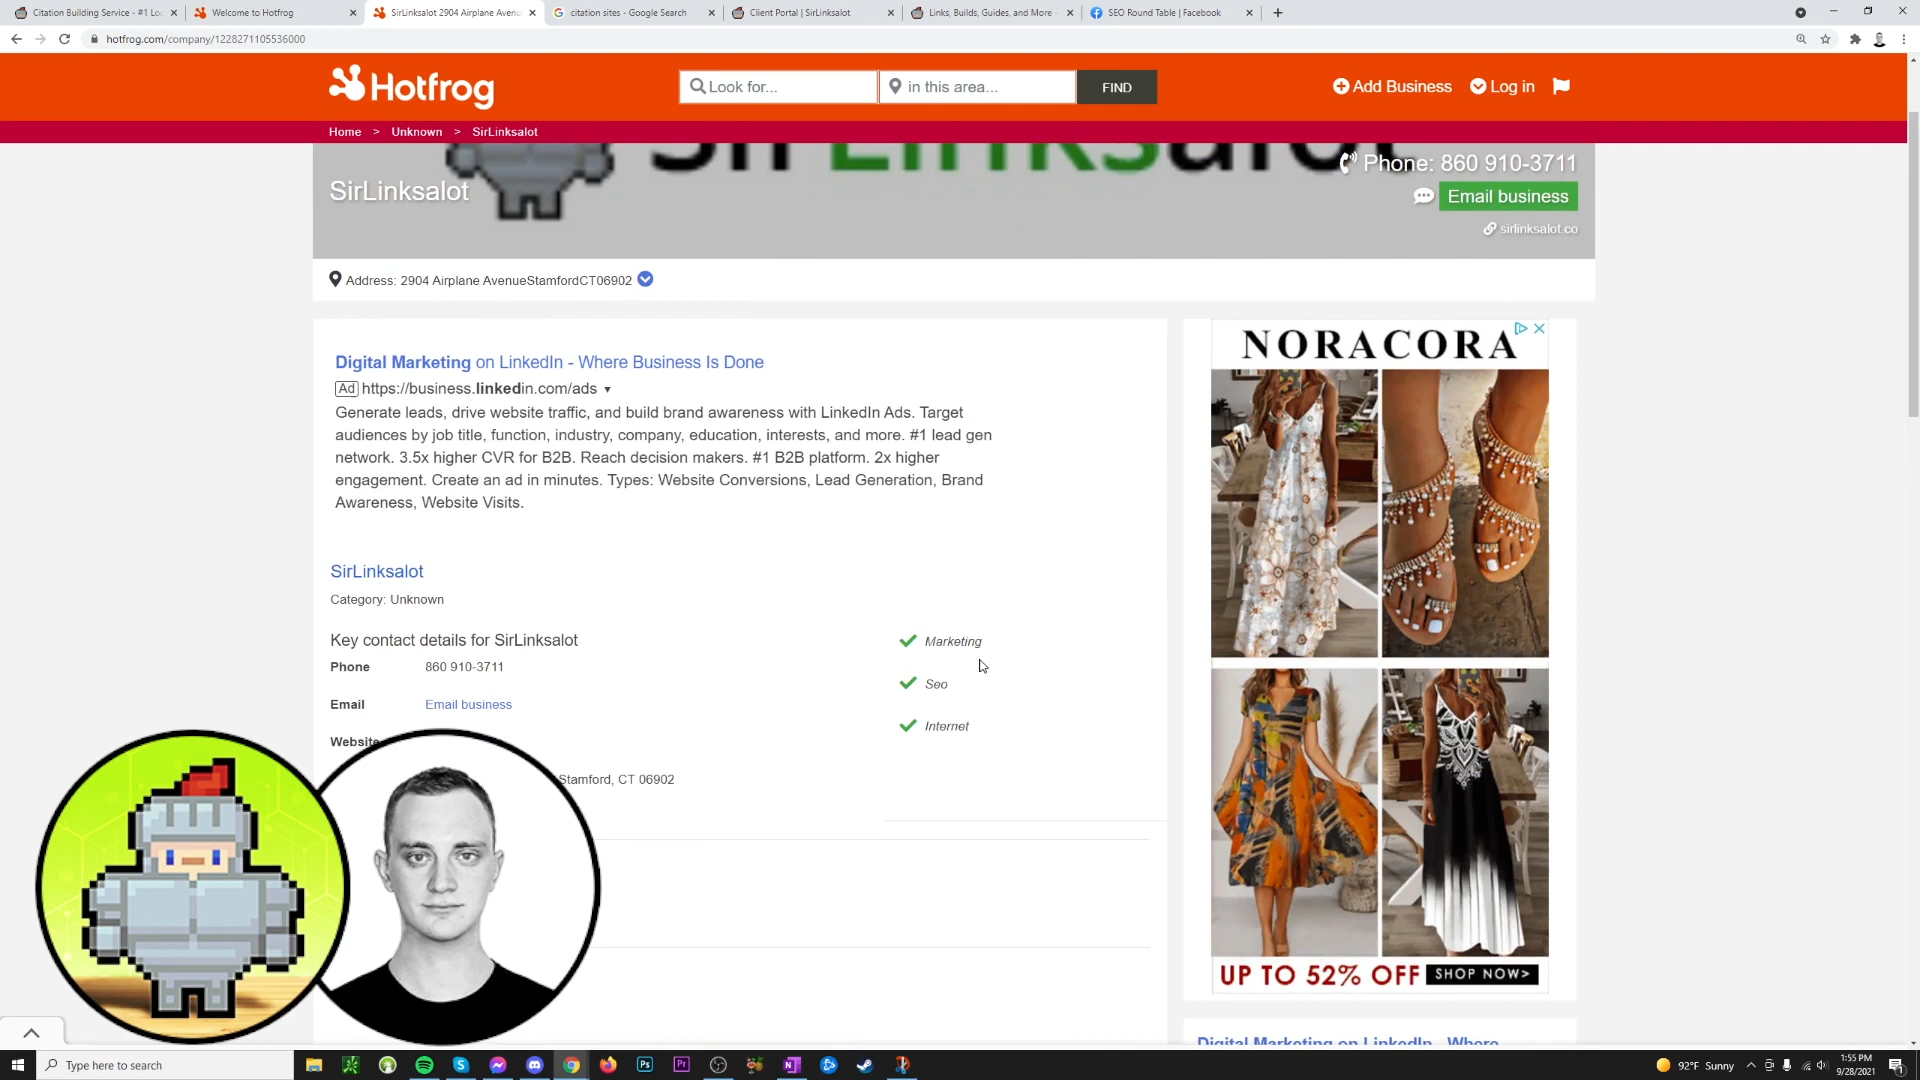 Citation Building Service - #1 Loc
Welcome to Hotfrog
SirLinksalot 2904 Airplane Avenu
citation sites - Google Search
Client Portal | SirLinksalot
Links, Builds, Guides, and More -
SEO Round Table | Facebook
hotfrog.com/company/1228271105536000
Hotfrog
Look for...
in this area...
FIND
Add Business
Log in
Home > Unknown > SirLinksalot
SirLinksalot
SirLinksalot
Phone: 860 910-3711
Email business
sirlinksalot.co
Address: 2904 Airplane AvenueStamfordCT06902
Digital Marketing on LinkedIn - Where Business Is Done
Ad https://business.linkedin.com/ads
Generate leads, drive website traffic, and build brand awareness with LinkedIn Ads. Target
audiences by job title, function, industry, company, education, interests, and more. #1 lead gen
network. 3.5x higher CVR for B2B. Reach decision makers. #1 B2B platform. 2x higher
engagement. Create an ad in minutes. Types: Website Conversions, Lead Generation, Brand
Awareness, Website Visits.
SirLinksalot
Category: Unknown
Key contact details for SirLinksalot
Phone 860 910-3711
Email Email business
Website
Stamford, CT 06902
Marketing
Seo
Internet
NORACORA
UP TO 52% OFF SHOP NOW>
Digital Marketing on LinkedIn - Where
Type here to search
Ps
Pr
N
92°F Sunny
1:55 PM
9/28/2021
1